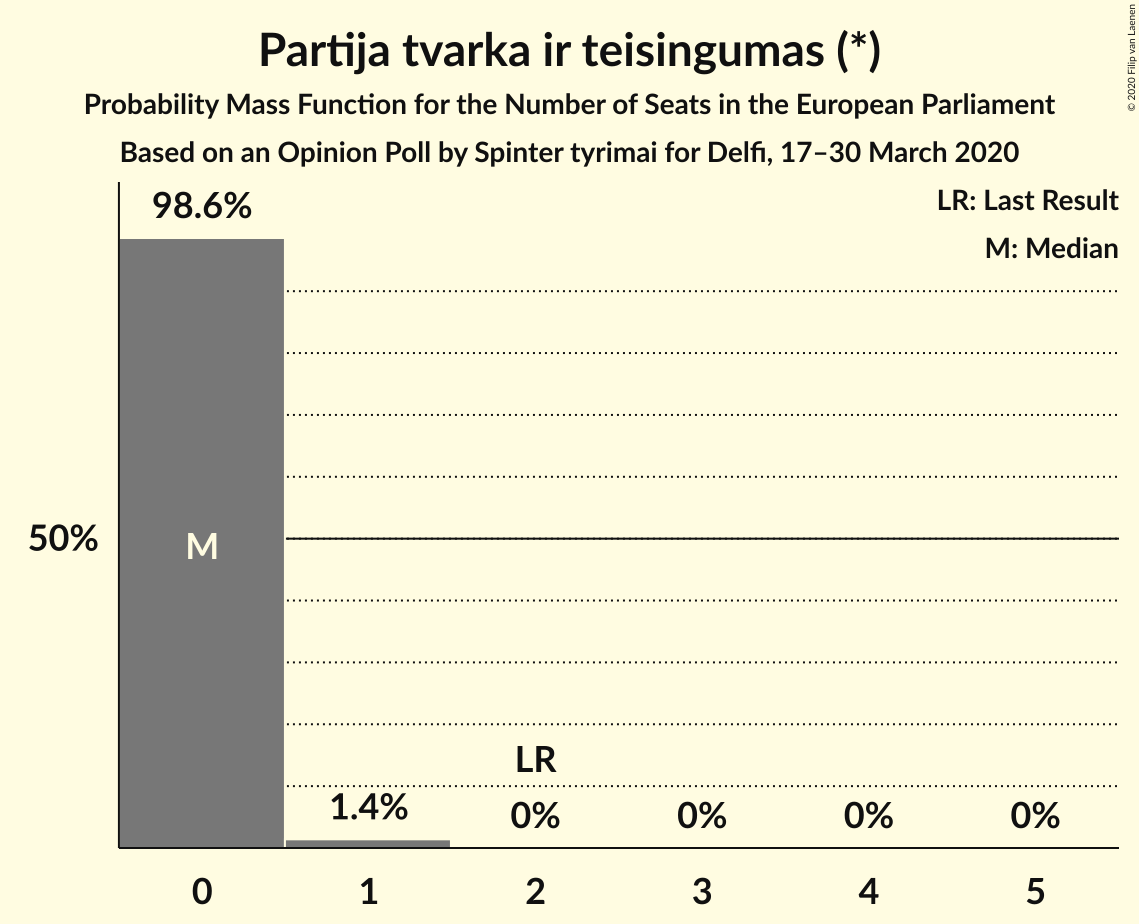 Partija tvarka ir teisingumas (*)
Probability Mass Function for the Number of Seats in the European Parliament
Based on an Opinion Poll by Spinter tyrimai for Delfi, 17–30 March 2020
© 2020 Filip van Laenen
LR: Last Result
M: Median
98.6%
50%
M
LR
1.4%
0%
0%
0%
0%
0
1
2
3
4
5